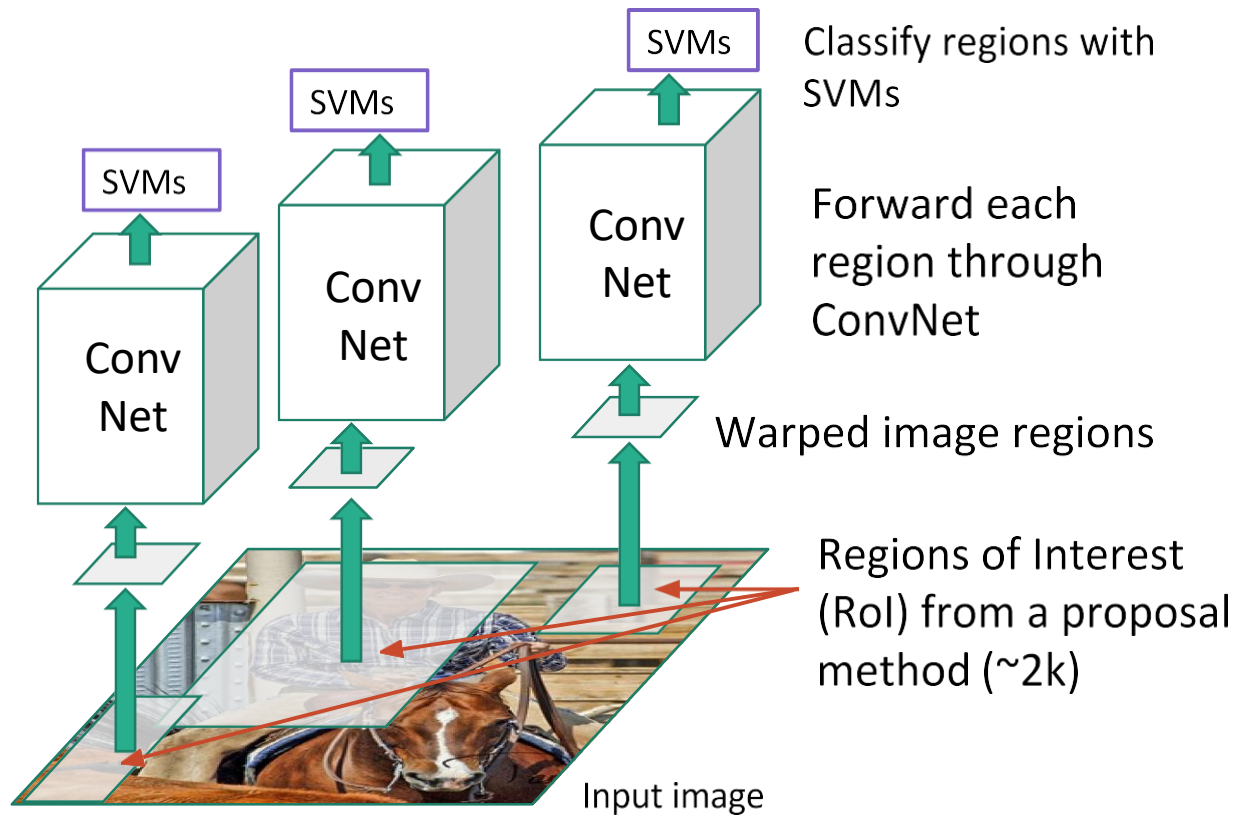 SVMs
SVMs
SVMs
Classify regions with
SVMs
Conv
Net
Conv
Net
Conv
Net
Forward each
region through
ConvNet
Warped image regions
Regions of Interest
(RoI) from a proposal
method (~2k)
Input image